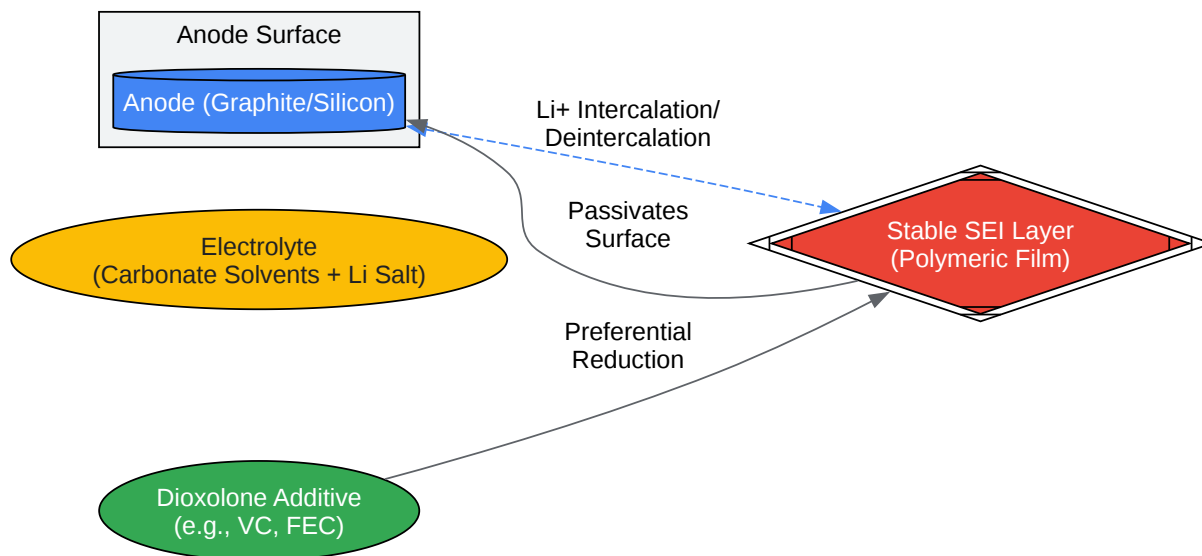 Anode Surface
Anode (Graphite/Silicon)
Li+ Intercalation/
Deintercalation
Passivates
Surface
Stable SEI Layer
(Polymeric Film)
Electrolyte
(Carbonate Solvents + Li Salt)
Preferential
Reduction
Dioxolone Additive
(e.g., VC, FEC)